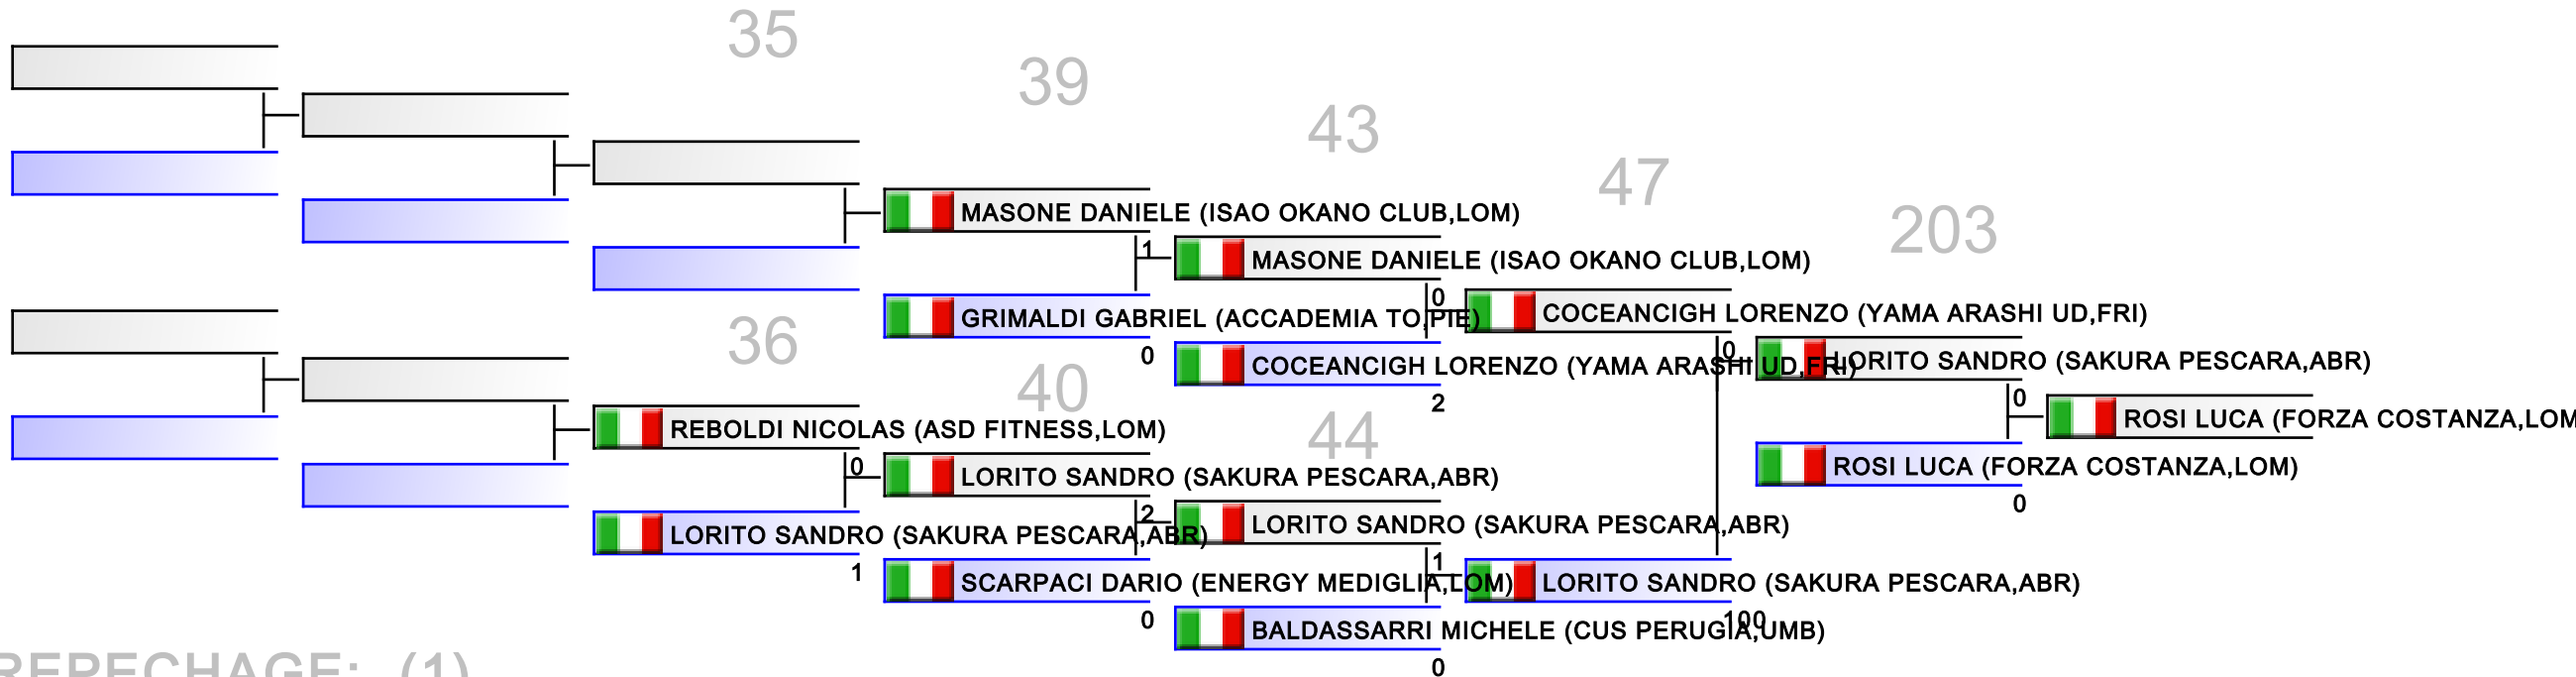 35
39
43
47
203
MASONE DANIELE (ISAO OKANO CLUB,LOM)
1
MASONE DANIELE (ISAO OKANO CLUB,LOM)
0
GRIMALDI GABRIEL (ACCADEMIA TO,PIE)
0
COCEANCIGH LORENZO (YAMA ARASHI UD,FRI)
0
COCEANCIGH LORENZO (YAMA ARASHI UD,FRI)
2
LORITO SANDRO (SAKURA PESCARA,ABR)
0
ROSI LUCA (FORZA COSTANZA,LOM
ROSI LUCA (FORZA COSTANZA,LOM)
0
36
40
44
REBOLDI NICOLAS (ASD FITNESS,LOM)
0
LORITO SANDRO (SAKURA PESCARA,ABR)
2
LORITO SANDRO (SAKURA PESCARA,ABR)
1
LORITO SANDRO (SAKURA PESCARA,ABR)
1
SCARPACI DARIO (ENERGY MEDIGLIA,LOM)
0
LORITO SANDRO (SAKURA PESCARA,ABR)
100
BALDASSARRI MICHELE (CUS PERUGIA,UMB)
0
REPECHAGE: (1)